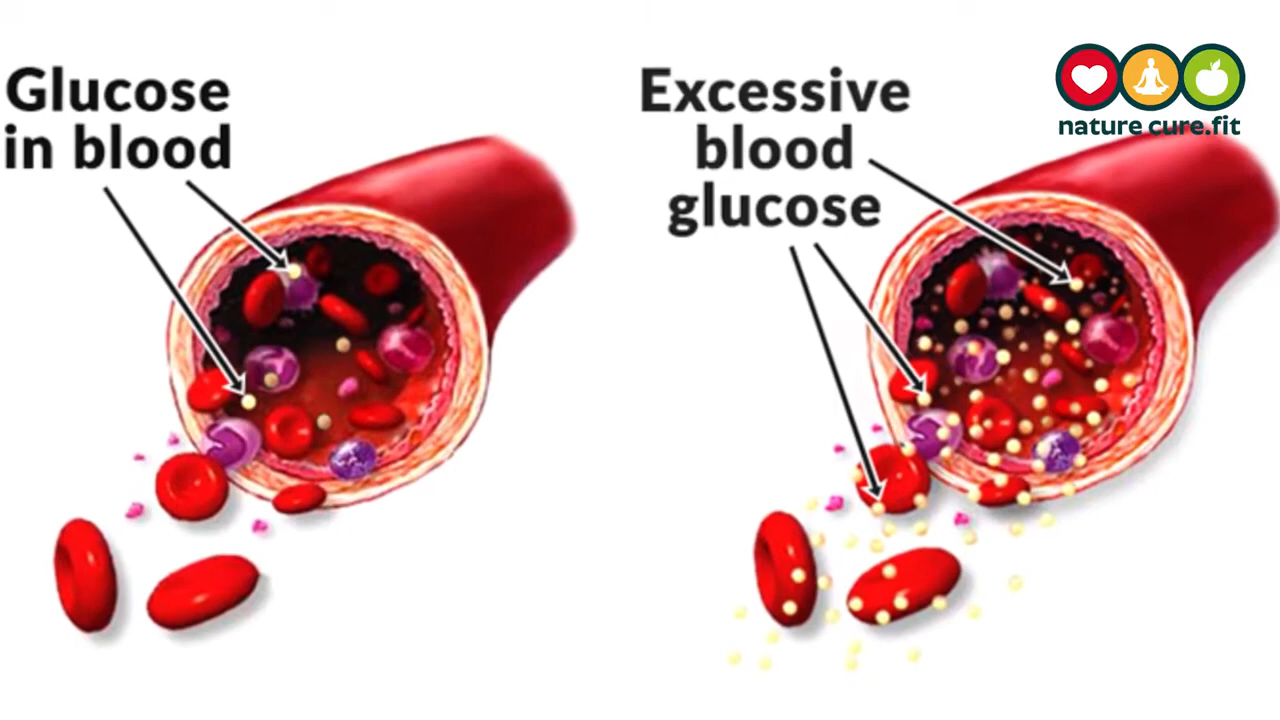 Glucose
in blood
Excessive
blood
glucose
nature cure.fit